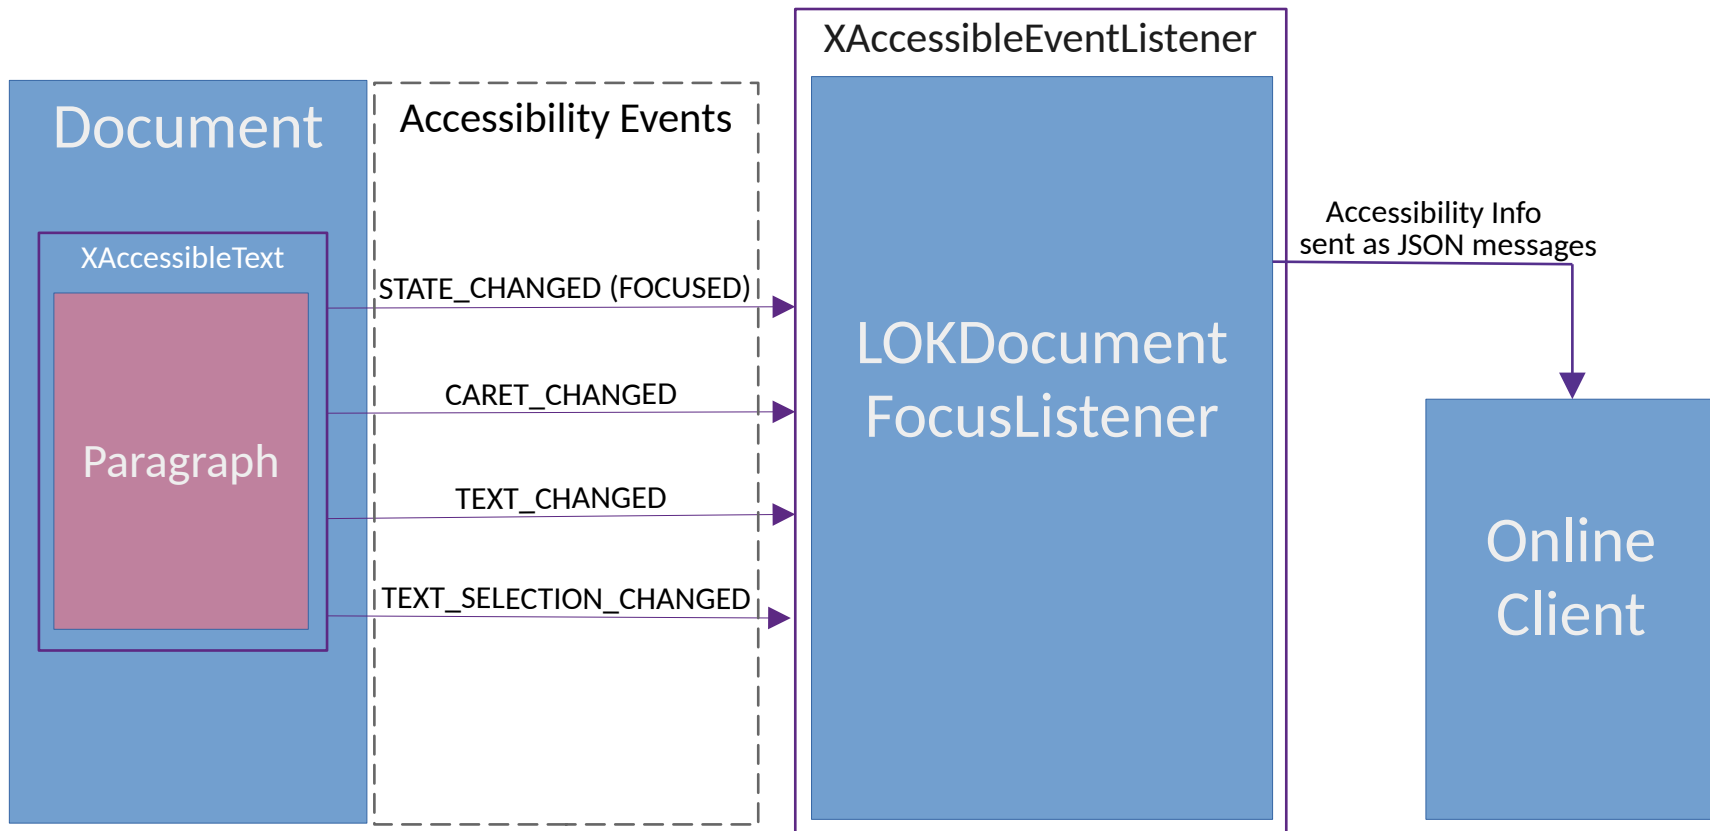 XAccessibleEventListener
Document
Accessibility Events
XAccessibleText
Paragraph
STATE_CHANGED (FOCUSED)
CARET_CHANGED
TEXT_CHANGED
TEXT_SELECTION_CHANGED
LOKDocument
FocusListener
Accessibility Info
sent as JSON messages
Online
Client